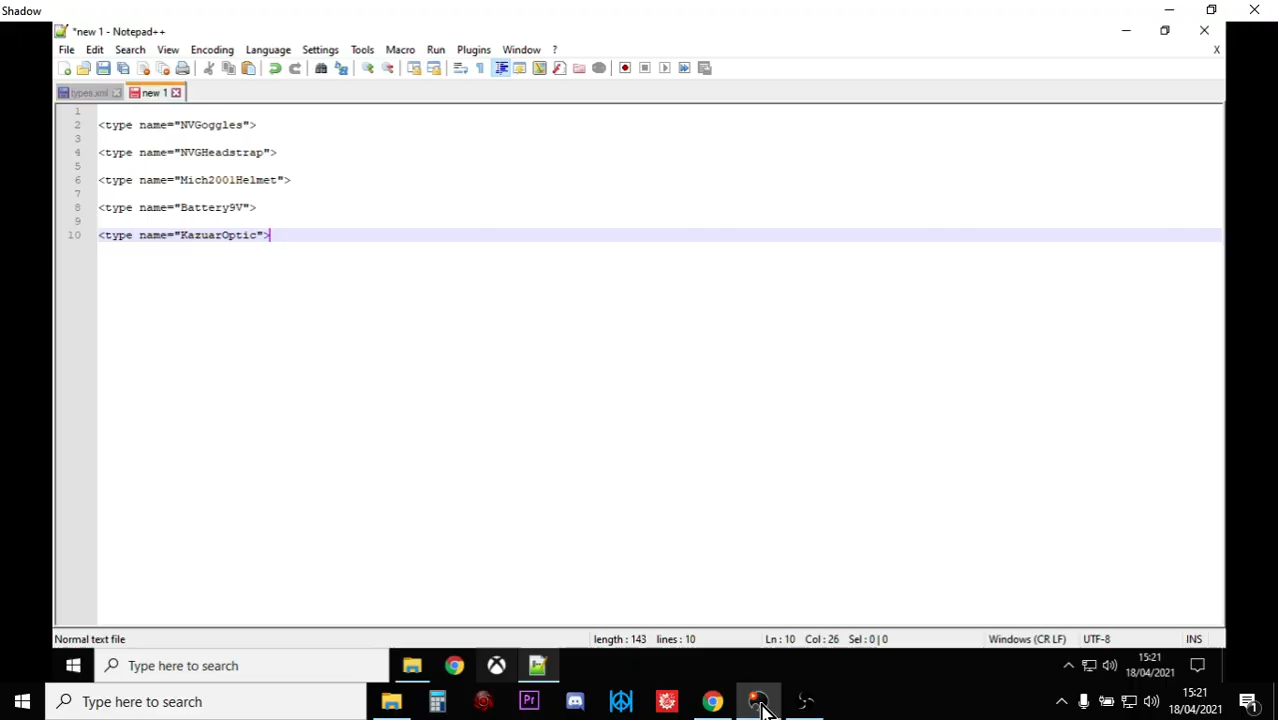 Shadow
*new 1 - Notepad++
File Edit Search View Encoding Language Settings Tools Macro Run Plugins Window ? X
types.xml new 1
1
2 <type name="NVGoggles">
3
4 <type name="NVGHeadstrap">
5
6 <type name="Mich2001Helmet">
7
8 <type name="Battery9V">
9
10 <type name="KazuarOptic">
Normal text file length : 143 lines : 10 Ln : 10 Col : 26 Sel : 0 | 0 Windows (CR LF) UTF-8 INS
Type here to search 15:21
18/04/2021
Type here to search Pr 15:21
18/04/2021 1